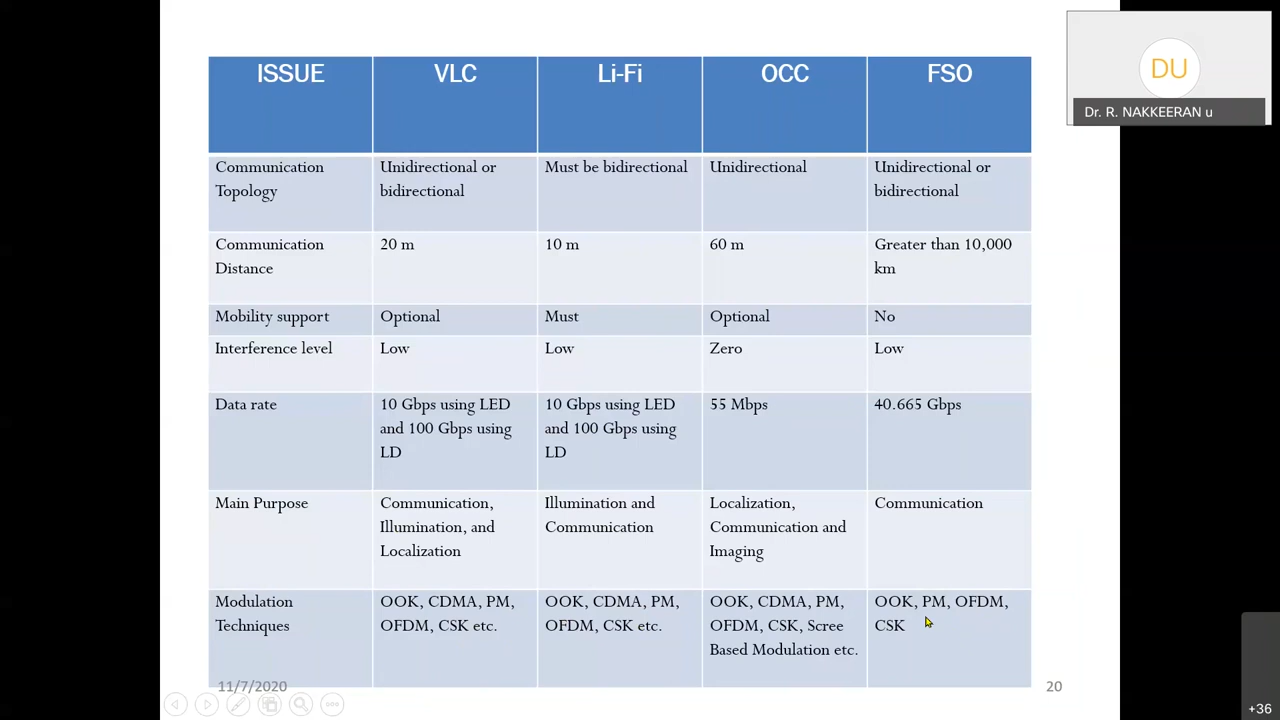 ISSUE VLC Li-Fi OCC FSO
DU
Dr. R. NAKKEERAN u
Communication
Topology
Unidirectional or
bidirectional
Must be bidirectional
Unidirectional
Unidirectional or
bidirectional
Communication
Distance
20 m
10 m
60 m
Greater than 10,000
km
Mobility support
Optional
Must
Optional
No
Interference level
Low
Low
Zero
Low
Data rate
10 Gbps using LED
and 100 Gbps using
LD
10 Gbps using LED
and 100 Gbps using
LD
55 Mbps
40.665 Gbps
Main Purpose
Communication,
Illumination, and
Localization
Illumination and
Communication
Localization,
Communication and
Imaging
Communication
Modulation
Techniques
OOK, CDMA, PM,
OFDM, CSK etc.
OOK, CDMA, PM,
OFDM, CSK etc.
OOK, CDMA, PM,
OFDM, CSK, Scree
Based Modulation etc.
OOK, PM, OFDM,
CSK
11/7/2020
20
+36